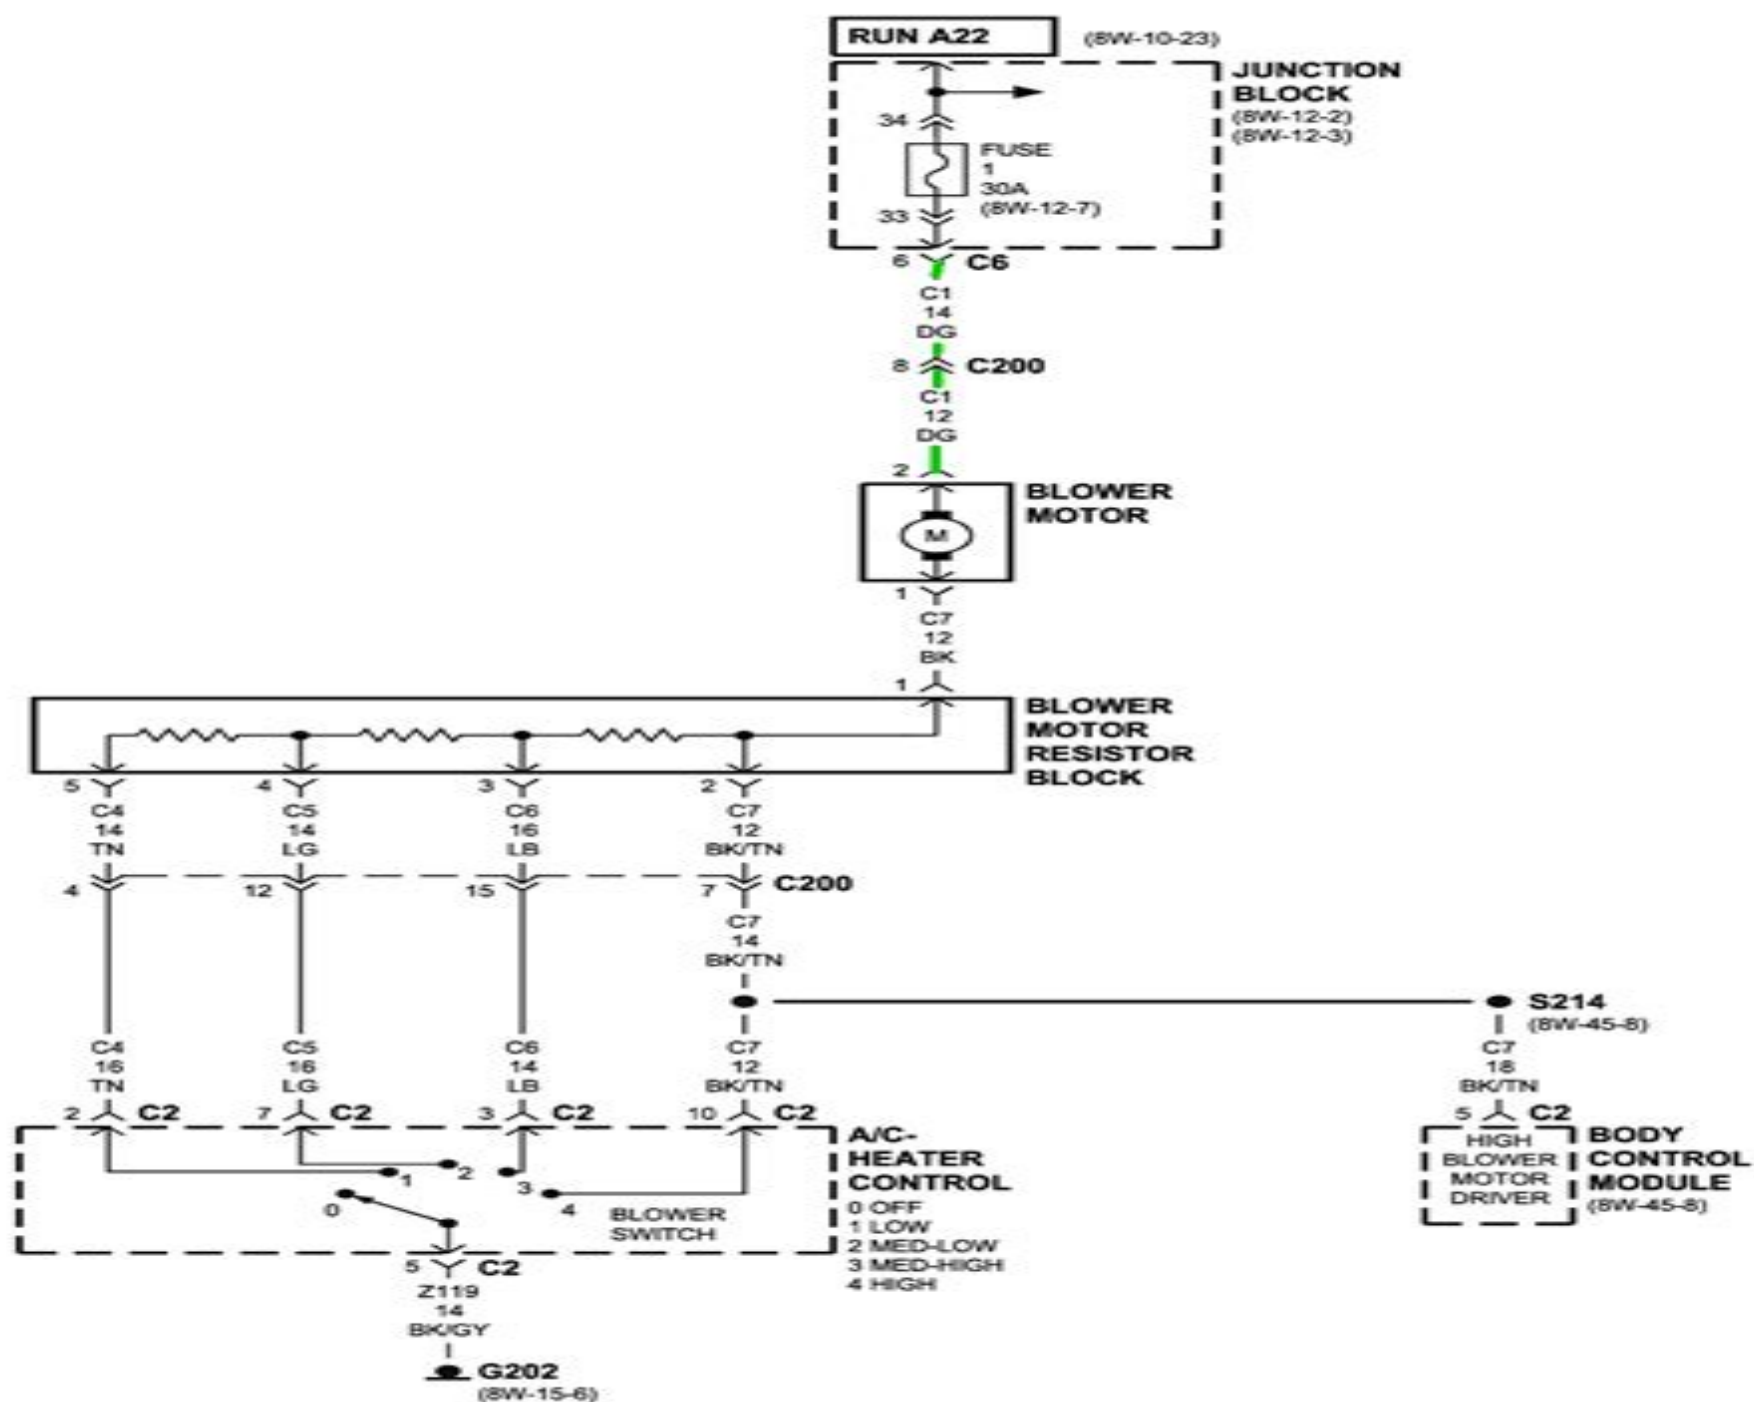 RUN A22 (8W-10-23)
JUNCTION
BLOCK
(8W-12-2)
(8W-12-3)
34
FUSE
1
30A
(8W-12-7)
33
6 C6
C1
14
DG
8 C200
C1
12
DG
2
BLOWER
MOTOR
M
1
C7
12
BK
1
BLOWER
MOTOR
RESISTOR
BLOCK
5 4 3 2
C4 C5 C6 C7
14 14 16 12
TN LG LB BK/TN
4 12 15 7 C200
C7
14
BK/TN
S214
(8W-45-8)
C4 C5 C6 C7 C7
16 16 14 12 18
TN LG LB BK/TN BK/TN
2 C2 7 C2 3 C2 10 C2 5 C2
A/C-
HEATER
CONTROL
0 OFF
1 LOW
2 MED-LOW
3 MED-HIGH
4 HIGH
HIGH
BLOWER
MOTOR
DRIVER
BODY
CONTROL
MODULE
(8W-45-8)
0 1 2 3 4
BLOWER
SWITCH
5 C2
Z119
14
BK/GY
G202
(8W-15-6)